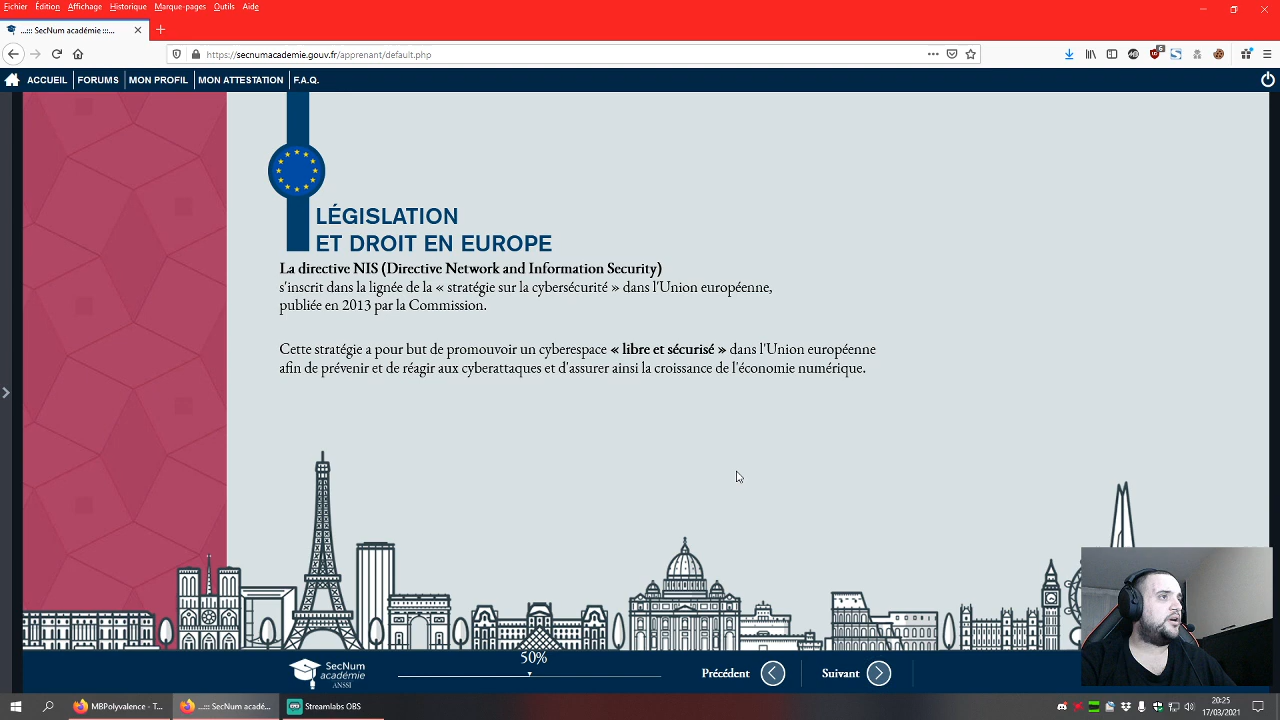 Fichier Édition Affichage Historique Marque-pages Outils Aide
...::: SecNum académie :::...
https://secnumacademie.gouv.fr/apprenant/default.php
ACCUEIL FORUMS MON PROFIL MON ATTESTATION F.A.Q.
LÉGISLATION
ET DROIT EN EUROPE
La directive NIS (Directive Network and Information Security)
s'inscrit dans la lignée de la « stratégie sur la cybersécurité » dans l'Union européenne,
publiée en 2013 par la Commission.
Cette stratégie a pour but de promouvoir un cyberespace « libre et sécurisé » dans l'Union européenne
afin de prévenir et de réagir aux cyberattaques et d'assurer ainsi la croissance de l'économie numérique.
SecNum
académie
ANSSI
50%
Précédent Suivant
MBPolyvalence - T... ...::: SecNum acadé... Streamlabs OBS
20:25
17/03/2021